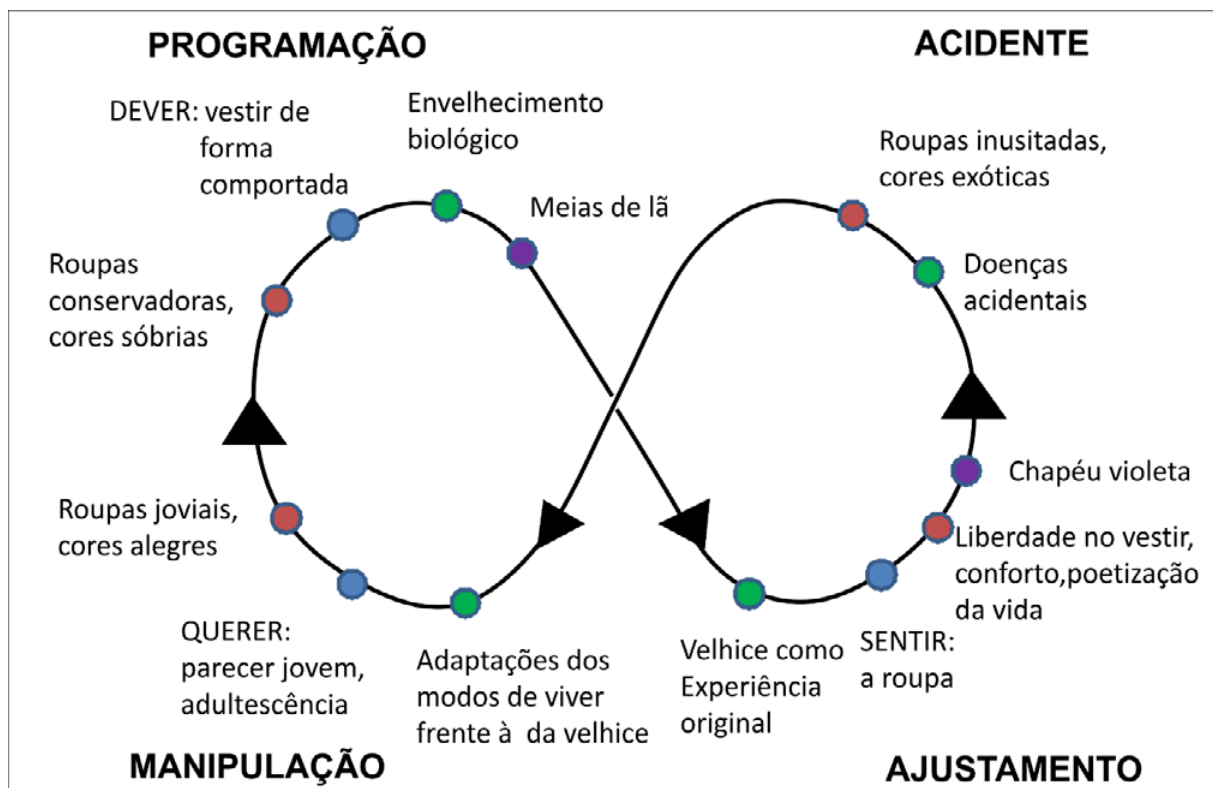 PROGRAMAÇÃO
ACIDENTE
DEVER: vestir de
forma
comportada
Envelhecimento
biológico
Meias de lã
Roupas inusitadas,
cores exóticas
Roupas
conservadoras,
cores sóbrias
Doenças
acidentais
Roupas joviais,
cores alegres
Chapéu violeta
Liberdade no vestir,
conforto,poetização
da vida
QUERER:
parecer jovem,
adultescência
Adaptações dos
modos de viver
frente à da velhice
Velhice como
Experiência
original
SENTIR:
a roupa
MANIPULAÇÃO
AJUSTAMENTO